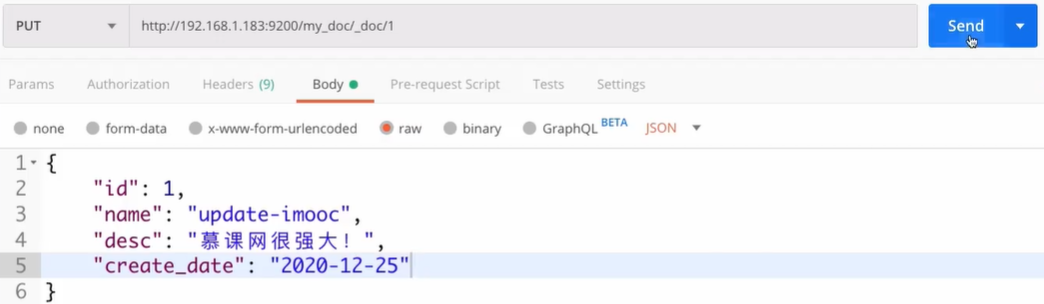 PUT http://192.168.1.183:9200/my_doc/_doc/1 Send
Params Authorization Headers (9) Body Pre-request Script Tests Settings
none form-data x-www-form-urlencoded raw binary GraphQL BETA JSON
1 {
2 "id": 1,
3 "name": "update-imooc",
4 "desc": "慕课网很强大！",
5 "create_date": "2020-12-25"
6 }